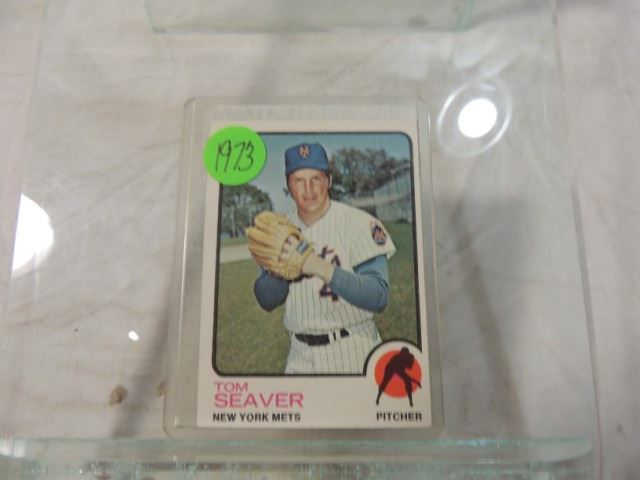 1973
TOM
SEAVER
NEW YORK METS
PITCHER